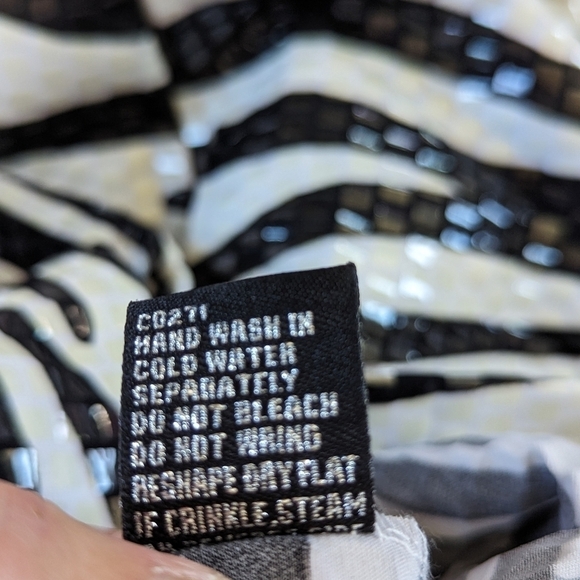 C0271
HAND WASH IN
COLD WATER
SEPARATELY
DO NOT BLEACH
DO NOT WRING
RESHAPE DRY FLAT
IF CRINKLE, STEAM